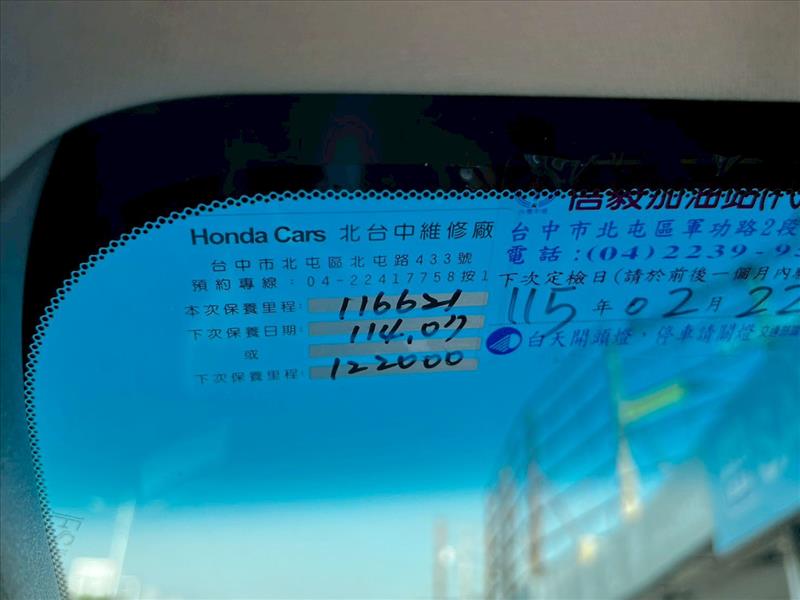 Honda Cars 北台中維修廠
台中市北屯區北屯路433號
預約專線：04-22417758按1
本次保養里程: 116621
下次保養日期: 114.07
或
下次保養里程: 122000
倍毅加油站(代
台中市北屯區軍功路2段
電話:(04)2239-9
下次定檢日(請於前後一個月內
115年02月22
白天開頭燈，停車請關燈